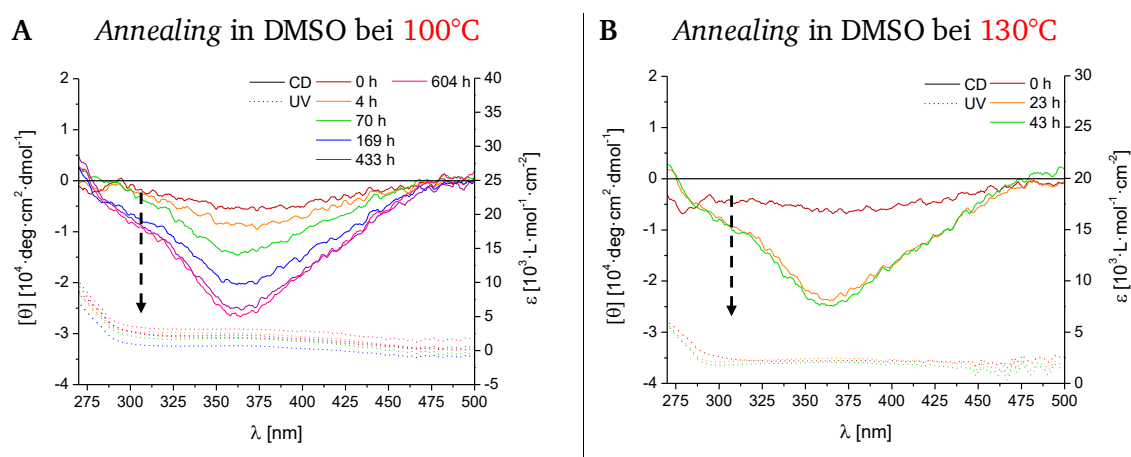 A Annealing in DMSO bei 100°C
CD 0 h 604 h
UV 4 h
70 h
169 h
433 h
[θ] [10⁴·deg·cm²·dmol⁻¹]
2
1
0
-1
-2
-3
-4
40
35
30
25
20
15
10
5
0
-5
ε [10³·L·mol⁻¹·cm⁻²]
275 300 325 350 375 400 425 450 475 500
λ [nm]
B Annealing in DMSO bei 130°C
CD 0 h
UV 23 h
43 h
[θ] [10⁴·deg·cm²·dmol⁻¹]
2
1
0
-1
-2
-3
-4
30
25
20
15
10
5
0
ε [10³·L·mol⁻¹·cm⁻²]
275 300 325 350 375 400 425 450 475 500
λ [nm]